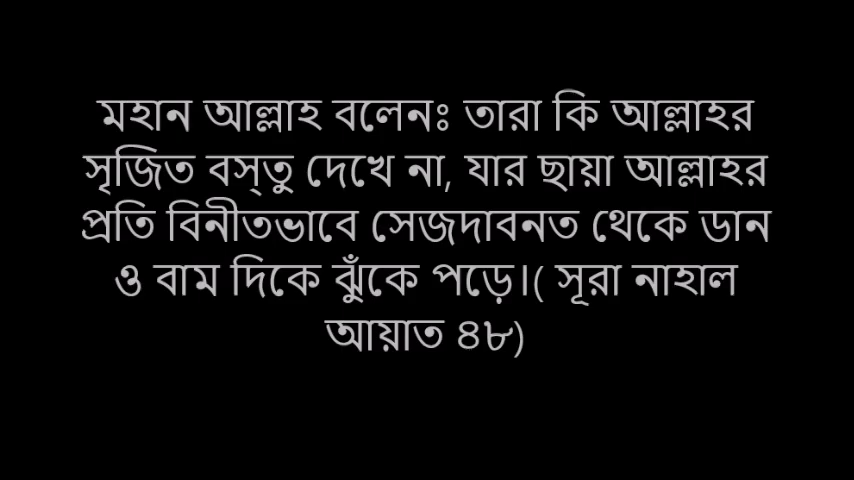 মহান আল্লাহ বলেনঃ তারা কি আল্লাহর
সৃজিত বস্তু দেখে না, যার ছায়া আল্লাহর
প্রতি বিনীতভাবে সেজদাবনত থেকে ডান
ও বাম দিকে ঝুঁকে পড়ে।( সূরা নাহাল
আয়াত ৪৮)